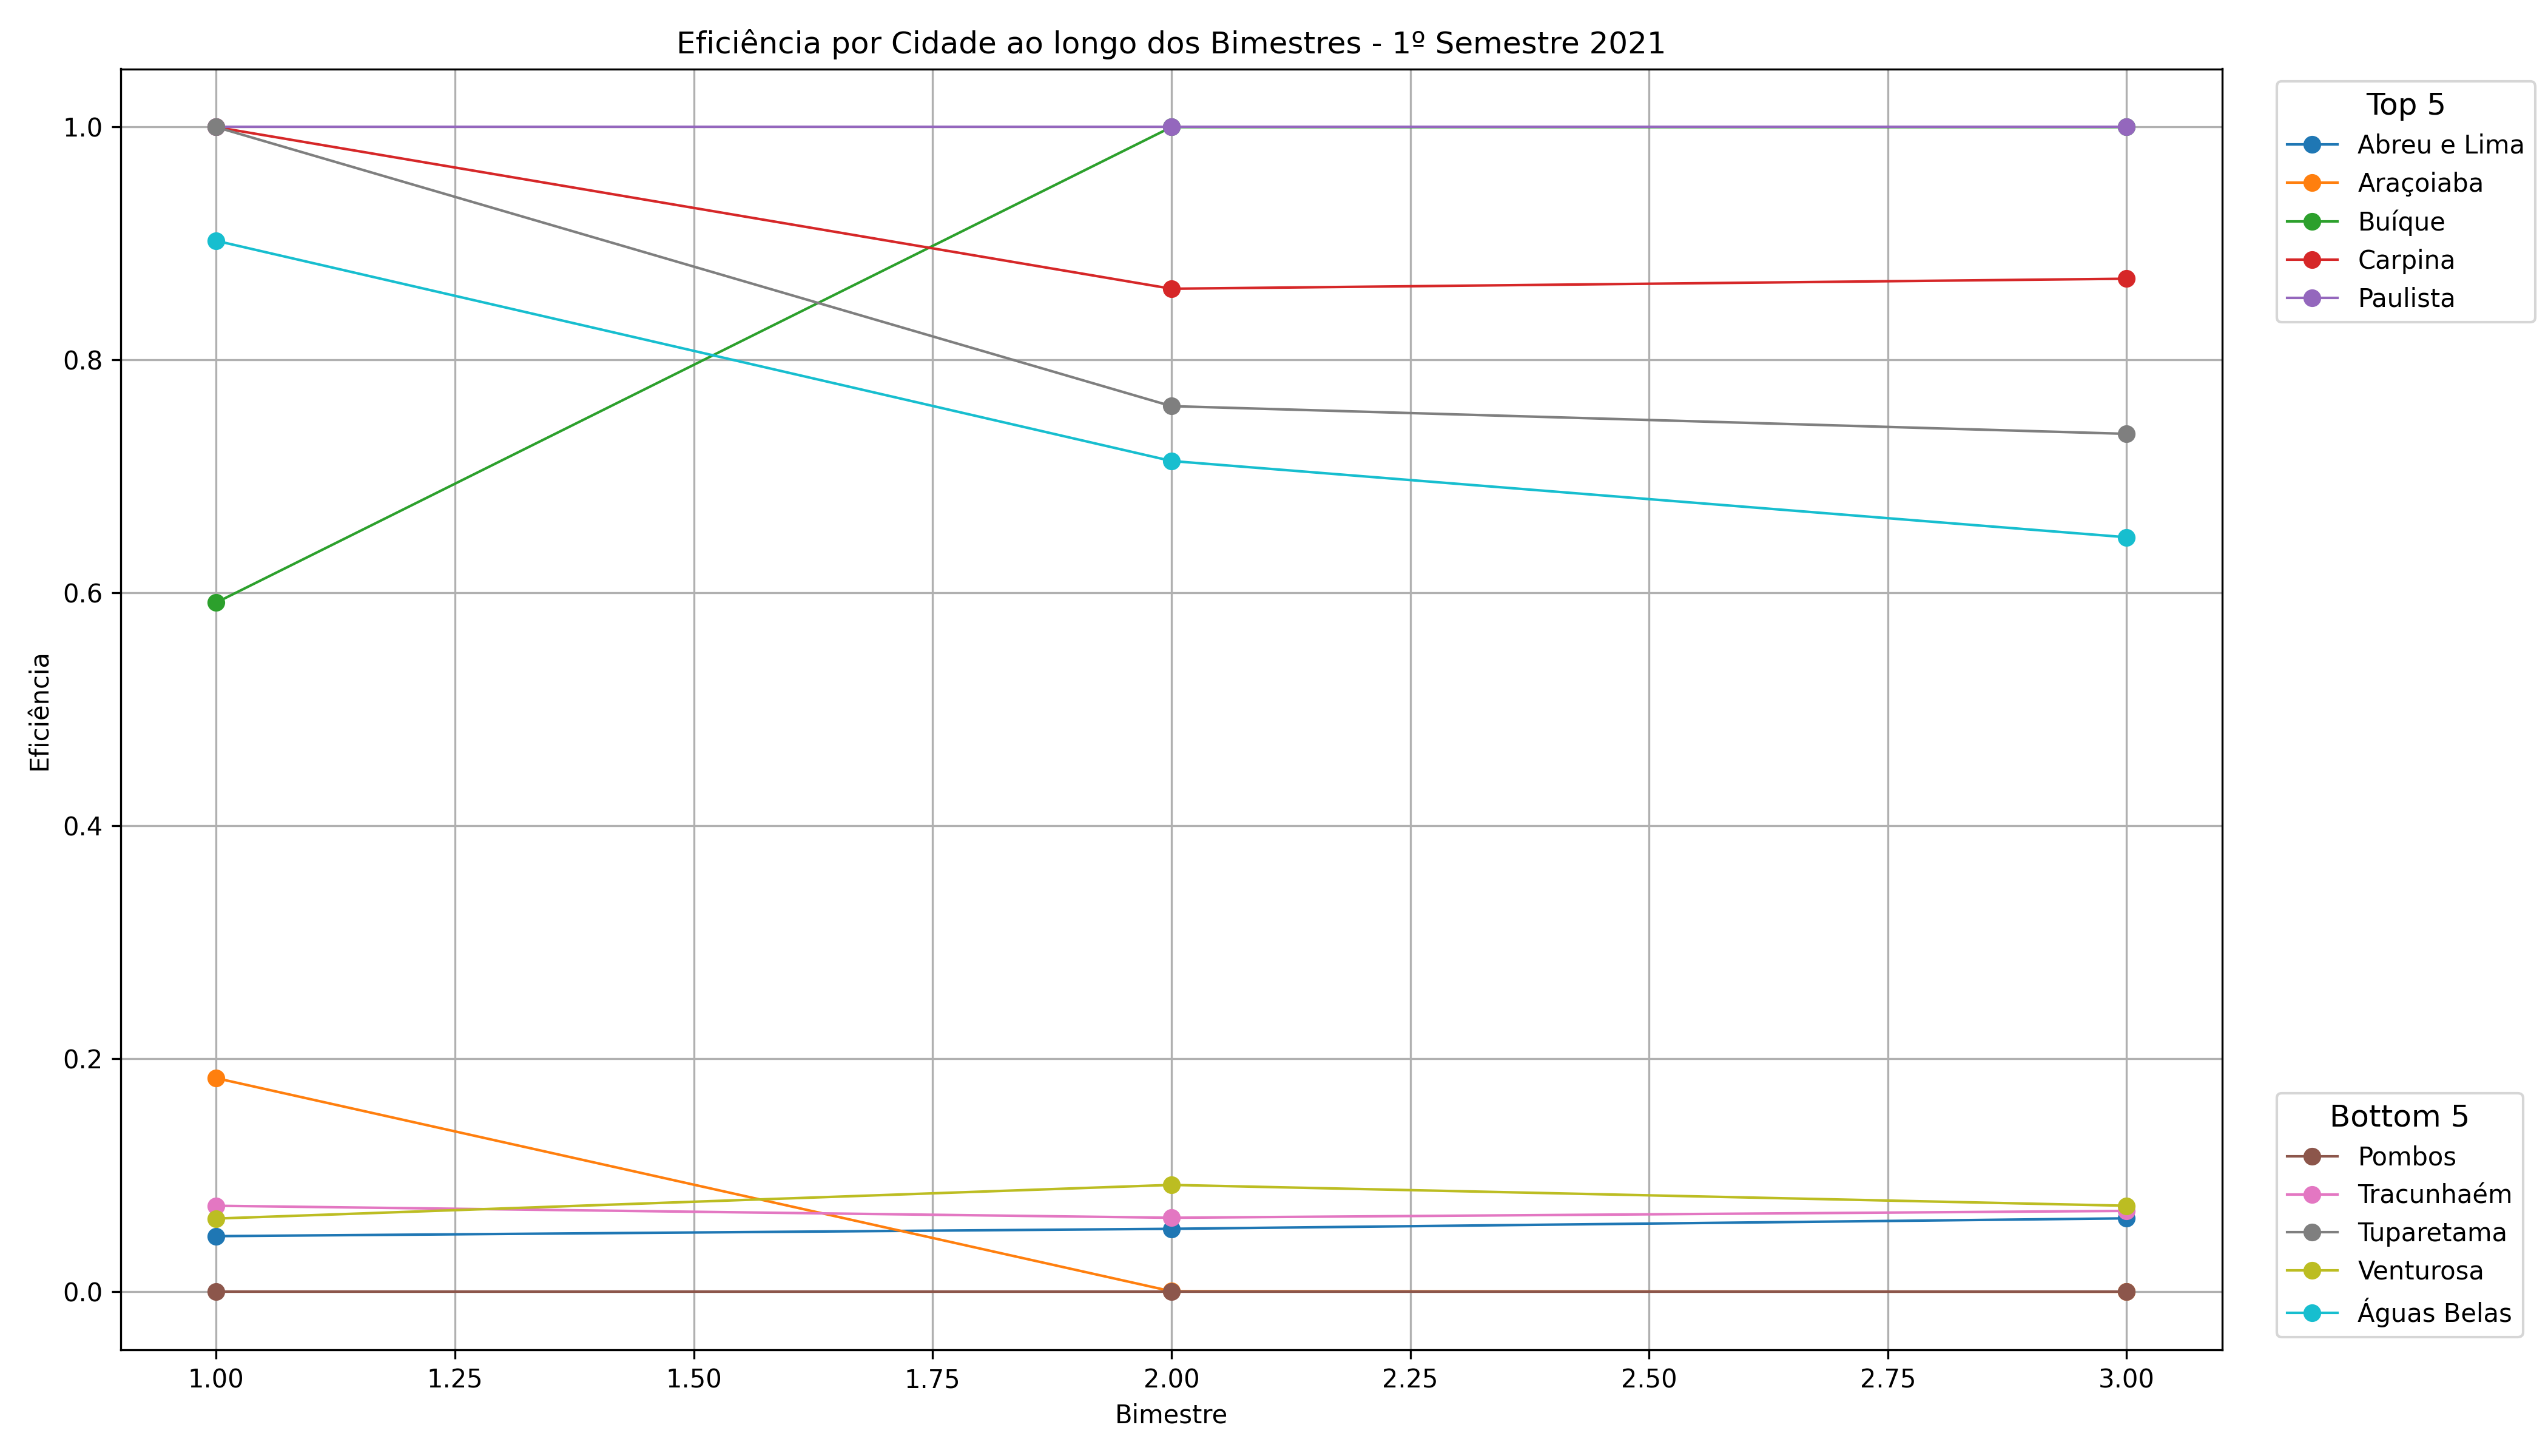 Eficiência por Cidade ao longo dos Bimestres - 1º Semestre 2021
Top 5
Abreu e Lima
Araçoiaba
Buíque
Carpina
Paulista
1.0
0.8
0.6
0.4
0.2
0.0
Eficiência
Bottom 5
Pombos
Tracunhaém
Tuparetama
Venturosa
Águas Belas
1.00 1.25 1.50 1.75 2.00 2.25 2.50 2.75 3.00
Bimestre